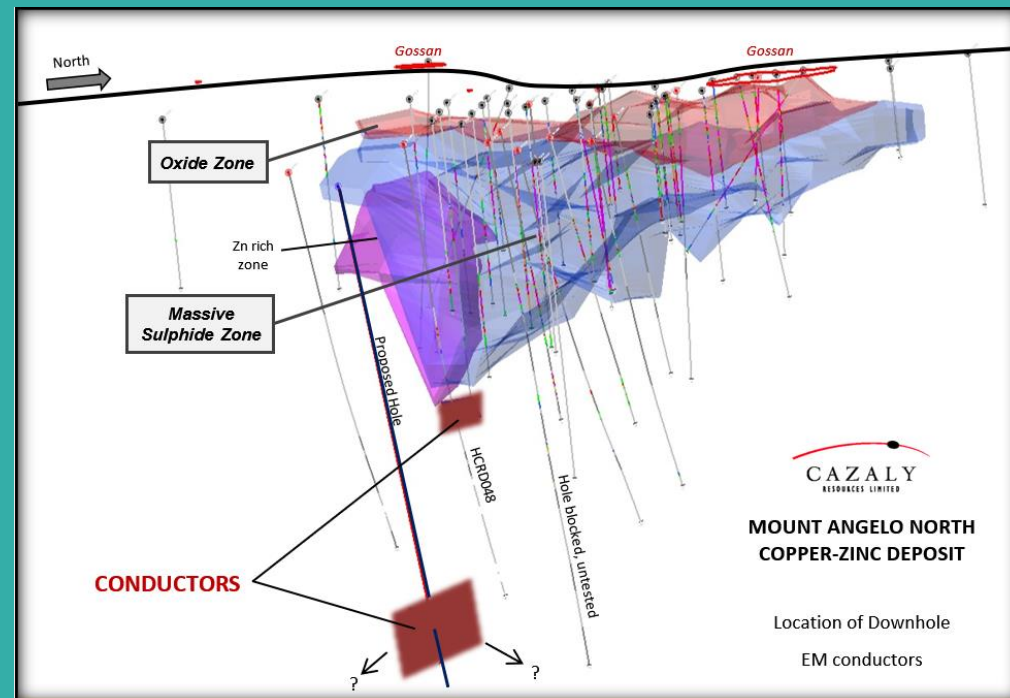 North
Gossan
Gossan
Oxide Zone
Zn rich
zone
Massive
Sulphide Zone
Proposed Hole
HCRD048
Hole blocked, untested
CONDUCTORS
?
?
CAZALY
RESOURCES LIMITED
MOUNT ANGELO NORTH
COPPER-ZINC DEPOSIT
Location of Downhole
EM conductors